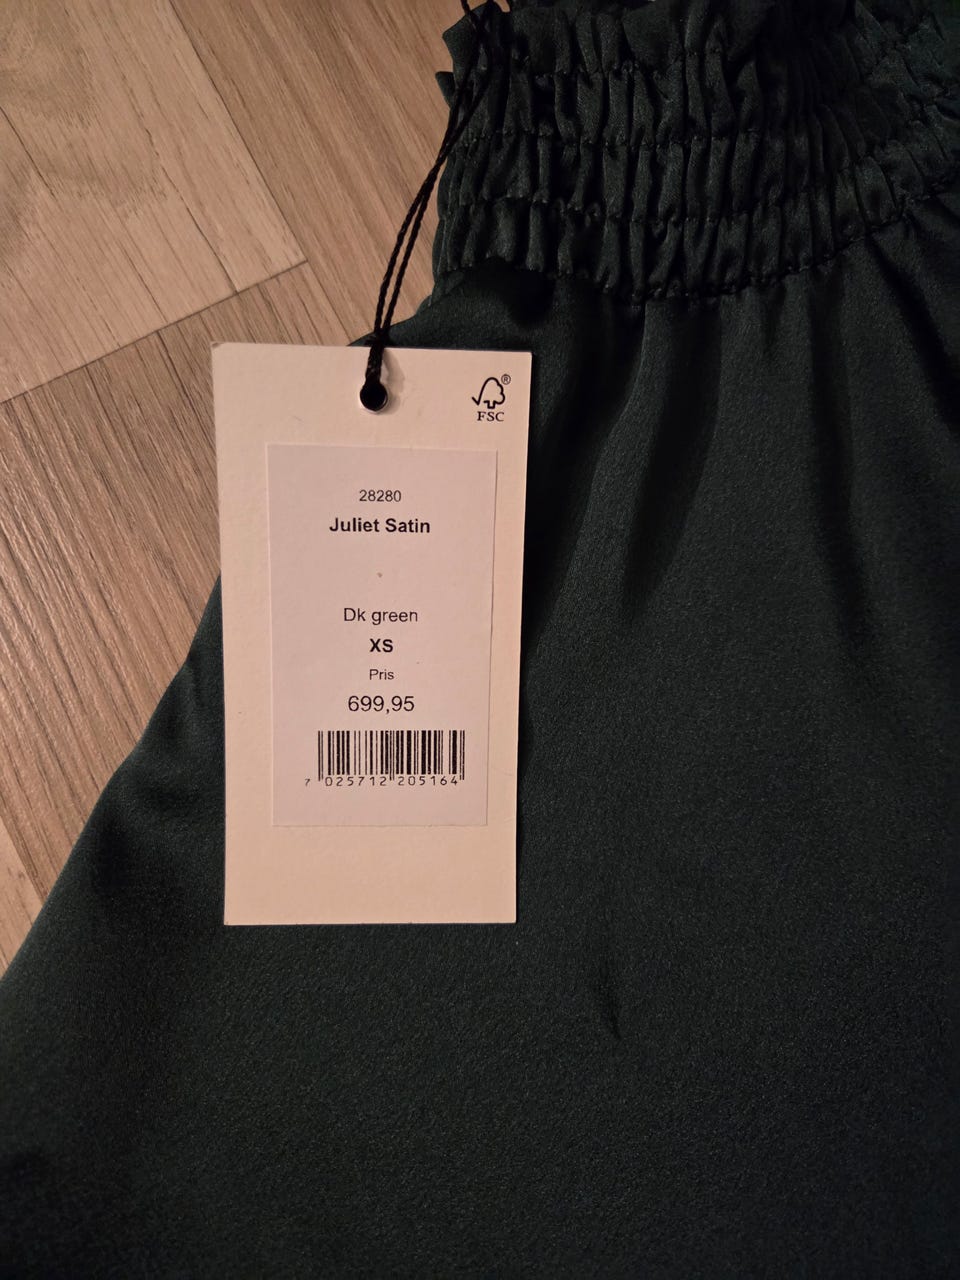 ®
FSC
28280
Juliet Satin
Dk green
XS
Pris
699,95
7 025712 205164